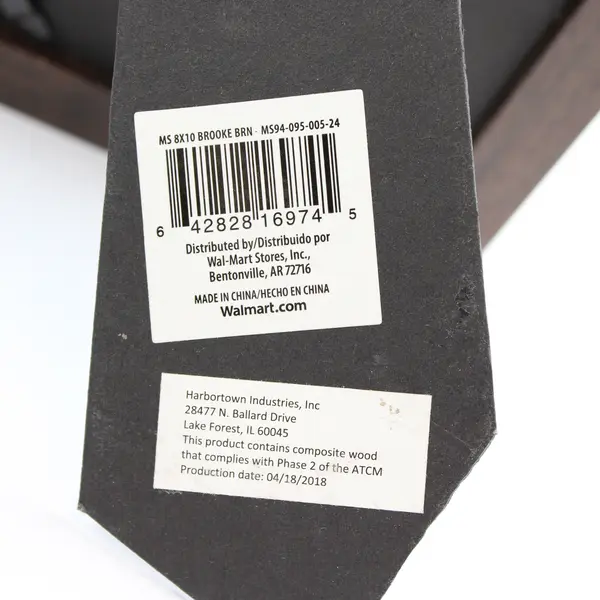 MS 8X10 BROOKE BRN - MS94-095-005-24
6 42828 16974 5
Distributed by/Distribuido por
Wal-Mart Stores, Inc.,
Bentonville, AR 72716
MADE IN CHINA/HECHO EN CHINA
Walmart.com
Harbortown Industries, Inc
28477 N. Ballard Drive
Lake Forest, IL 60045
This product contains composite wood
that complies with Phase 2 of the ATCM
Production date: 04/18/2018